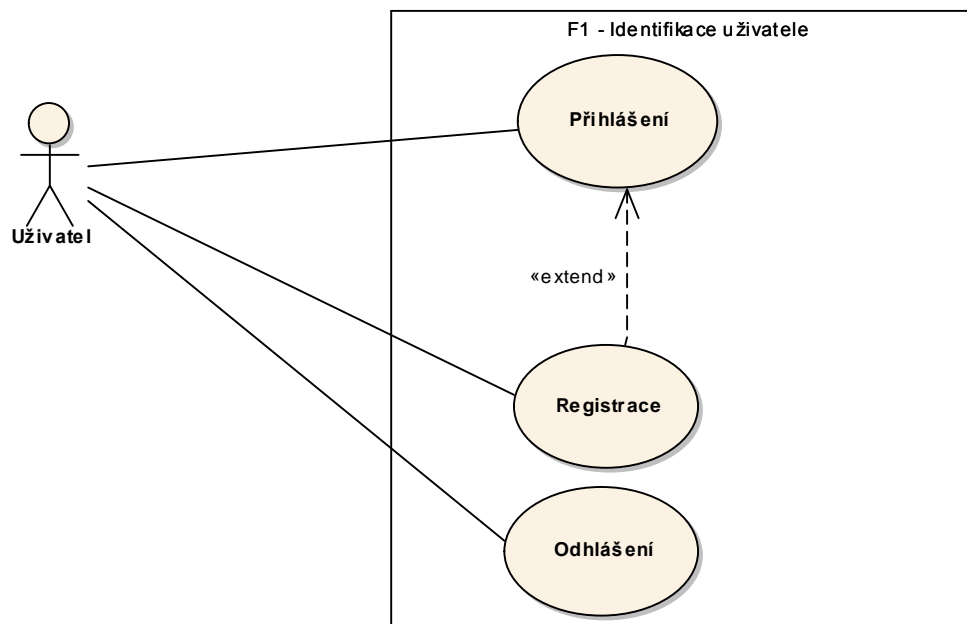 F1 - Identifikace uživatele
Přihlášení
Uživatel
«extend»
Registrace
Odhlášení